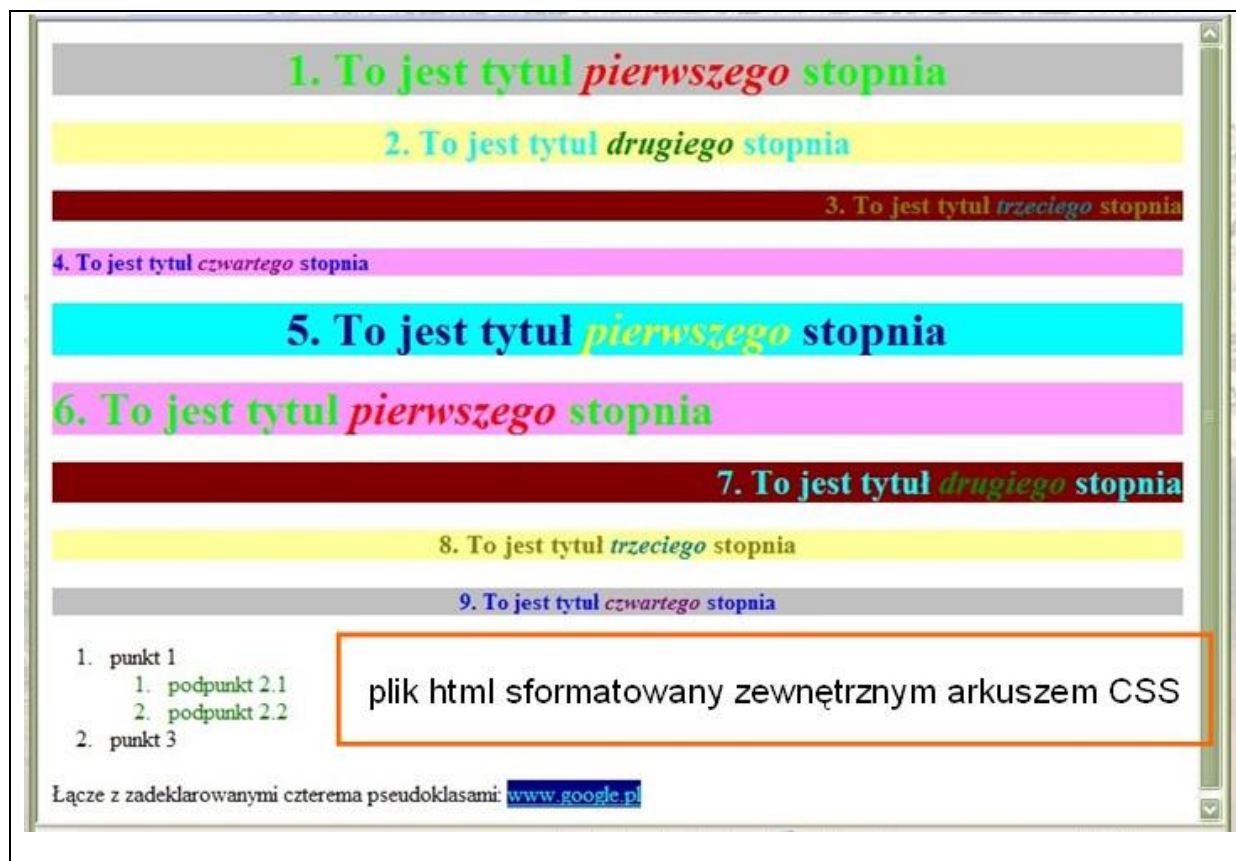 1. To jest tytuł pierwszego stopnia
2. To jest tytuł drugiego stopnia
3. To jest tytuł trzeciego stopnia
4. To jest tytuł czwartego stopnia
5. To jest tytuł pierwszego stopnia
6. To jest tytuł pierwszego stopnia
7. To jest tytuł drugiego stopnia
8. To jest tytuł trzeciego stopnia
9. To jest tytuł czwartego stopnia
1. punkt 1
1. podpunkt 2.1
2. podpunkt 2.2
2. punkt 3
plik html sformatowany zewnętrznym arkuszem CSS
Łącze z zadeklarowanymi czterema pseudoklasami: www.google.pl